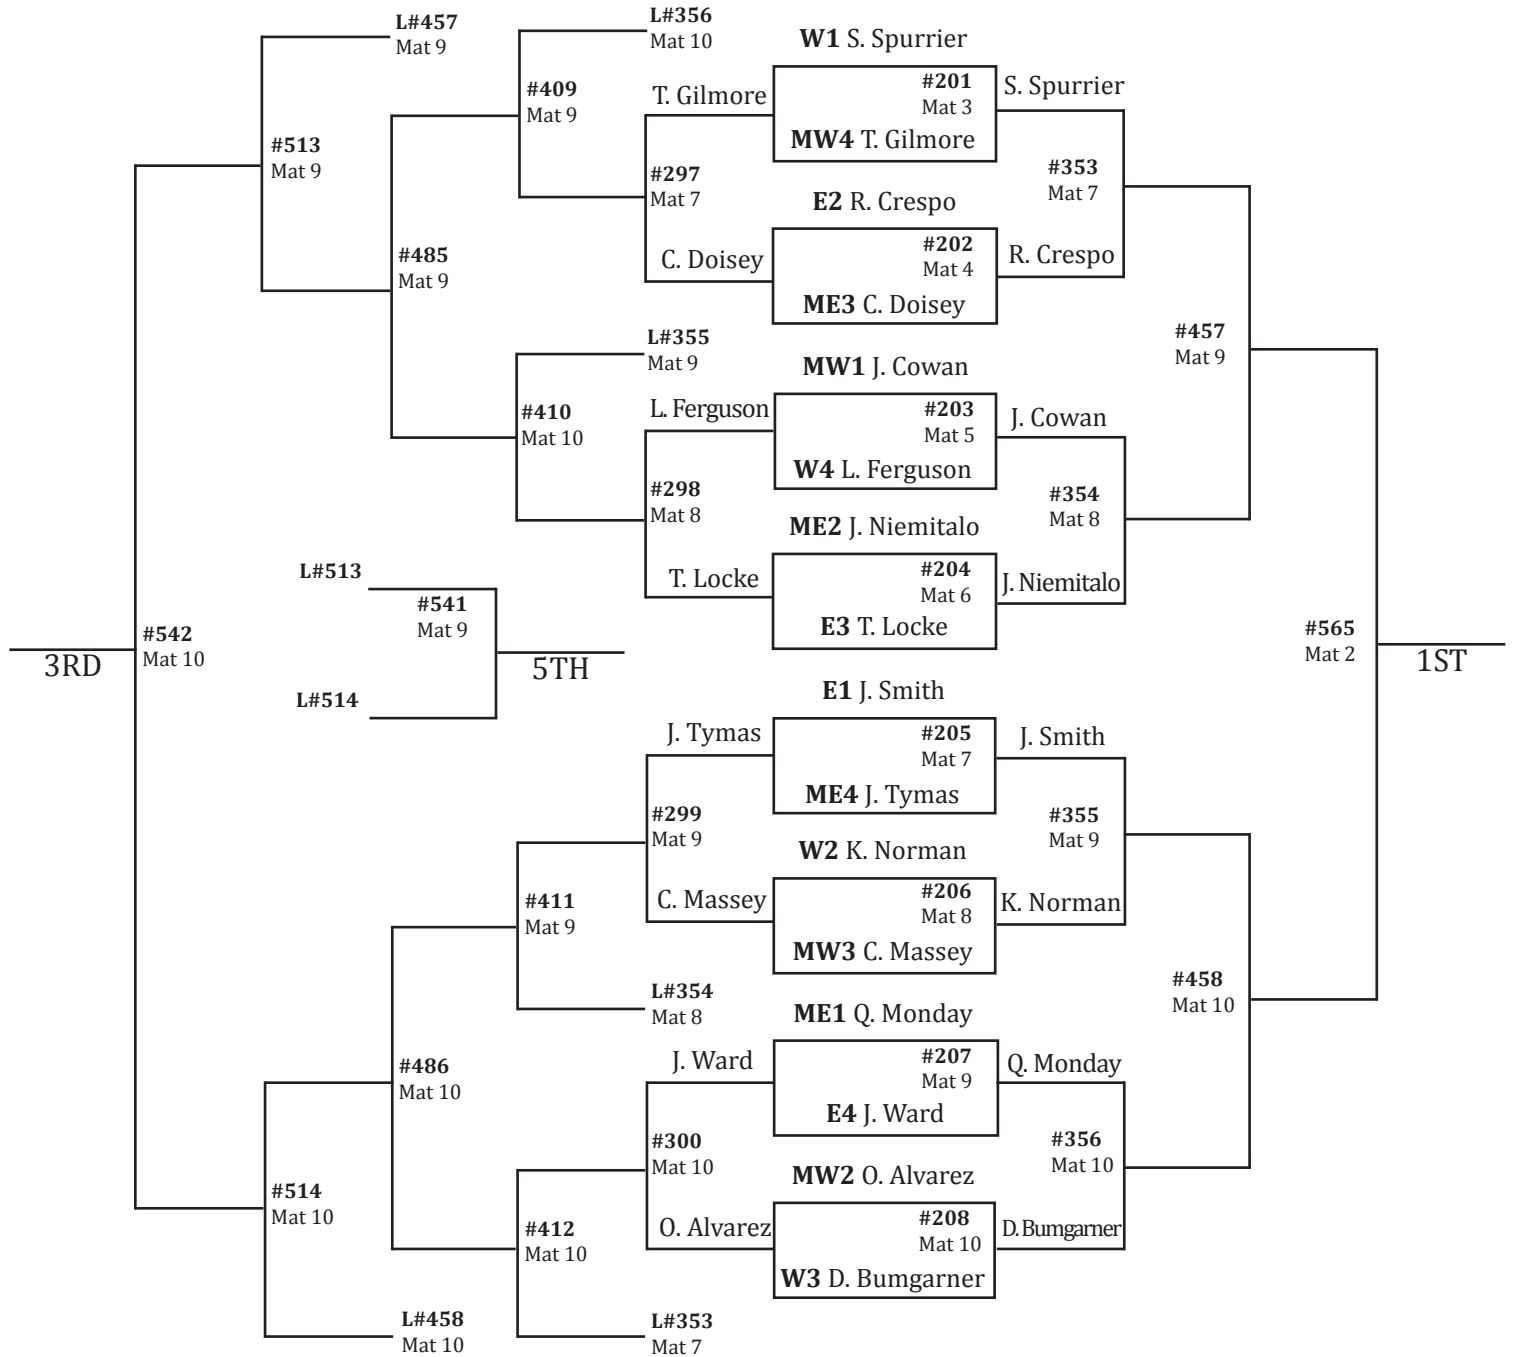 L#457
Mat 9
L#356
Mat 10
W1 S. Spurrier
#409
Mat 9
T. Gilmore
#201
Mat 3
S. Spurrier
MW4 T. Gilmore
#513
Mat 9
#297
Mat 7
#353
Mat 7
E2 R. Crespo
#485
Mat 9
C. Doisey
#202
Mat 4
R. Crespo
ME3 C. Doisey
L#355
Mat 9
#457
Mat 9
MW1 J. Cowan
#410
Mat 10
L. Ferguson
#203
Mat 5
J. Cowan
W4 L. Ferguson
#298
Mat 8
#354
Mat 8
ME2 J. Niemitalo
T. Locke
#204
Mat 6
J. Niemitalo
E3 T. Locke
L#513
#541
Mat 9
#542
Mat 10
3RD
5TH
L#514
#565
Mat 2
1ST
E1 J. Smith
J. Tymas
#205
Mat 7
J. Smith
ME4 J. Tymas
#299
Mat 9
#355
Mat 9
W2 K. Norman
#411
Mat 9
C. Massey
#206
Mat 8
K. Norman
MW3 C. Massey
L#354
Mat 8
#458
Mat 10
ME1 Q. Monday
#486
Mat 10
J. Ward
#207
Mat 9
Q. Monday
E4 J. Ward
#300
Mat 10
#356
Mat 10
MW2 O. Alvarez
#514
Mat 10
#412
Mat 10
O. Alvarez
#208
Mat 10
D. Bumgarner
W3 D. Bumgarner
L#458
Mat 10
L#353
Mat 7